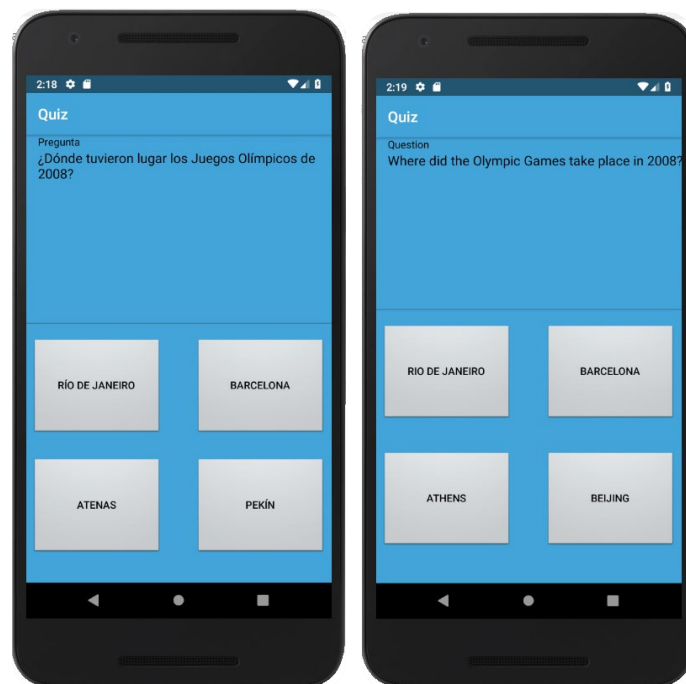 2:18
Quiz
Pregunta
¿Dónde tuvieron lugar los Juegos Olímpicos de
2008?
RÍO DE JANEIRO
BARCELONA
ATENAS
PEKÍN
2:19
Quiz
Question
Where did the Olympic Games take place in 2008?
RIO DE JANEIRO
BARCELONA
ATHENS
BEIJING